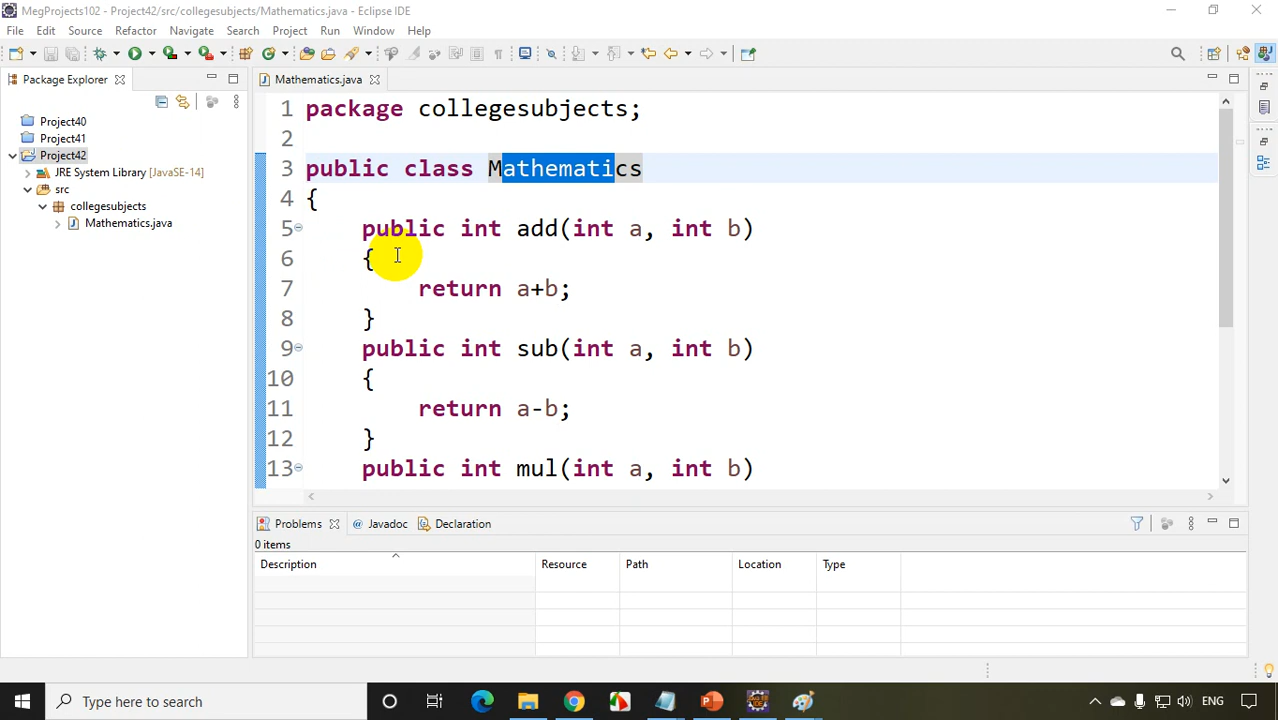 MegProjects102 - Project42/src/collegesubjects/Mathematics.java - Eclipse IDE
File Edit Source Refactor Navigate Search Project Run Window Help
Package Explorer
Project40
Project41
Project42
JRE System Library [JavaSE-14]
src
collegesubjects
Mathematics.java
Mathematics.java
1 package collegesubjects;
2
3 public class Mathematics
4 {
5 public int add(int a, int b)
6 {
7 return a+b;
8 }
9 public int sub(int a, int b)
10 {
11 return a-b;
12 }
13 public int mul(int a, int b)
Problems @ Javadoc Declaration
0 items
Description Resource Path Location Type
Type here to search
ENG